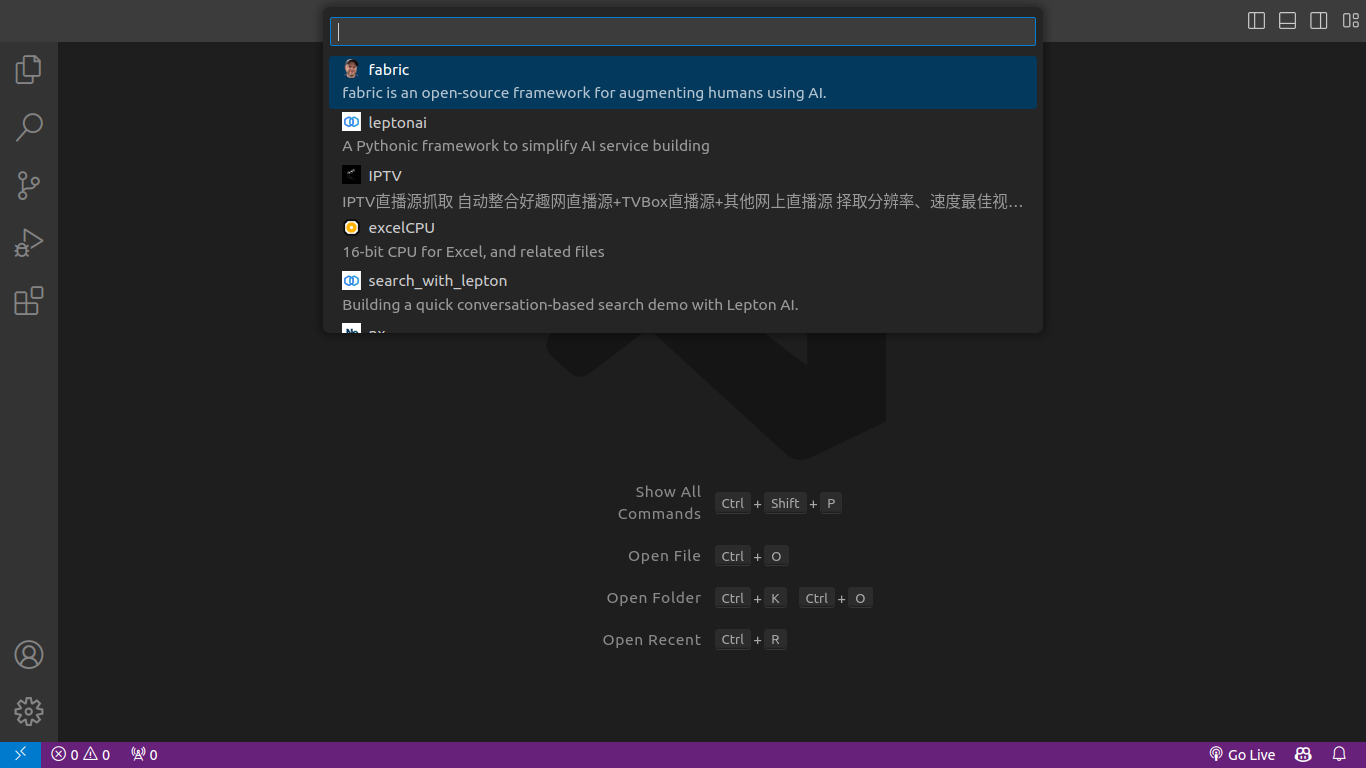 fabric
fabric is an open-source framework for augmenting humans using AI.
leptonai
A Pythonic framework to simplify AI service building
IPTV
IPTV直播源抓取 自动整合好趣网直播源+TVBox直播源+其他网上直播源 择取分辨率、速度最佳视…
excelCPU
16-bit CPU for Excel, and related files
search_with_lepton
Building a quick conversation-based search demo with Lepton AI.
Show All Commands Ctrl + Shift + P
Open File Ctrl + O
Open Folder Ctrl + K Ctrl + O
Open Recent Ctrl + R
0 0 0 Go Live